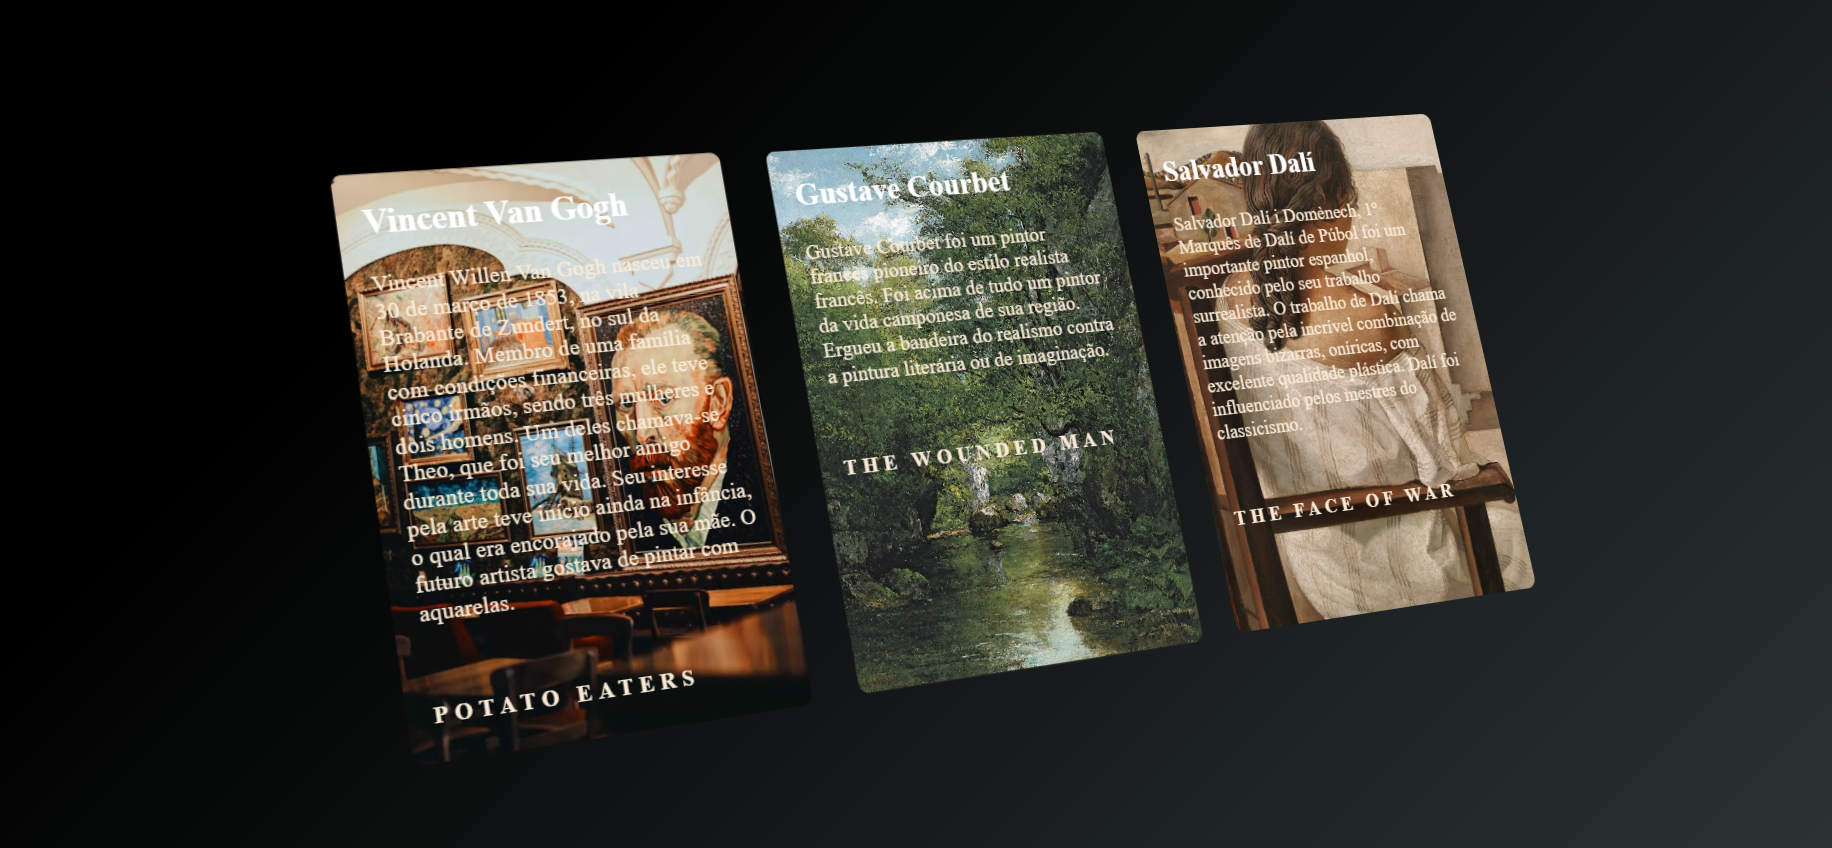 Vincent Van Gogh
Vincent Willen Van Gogh nasceu em
30 de março de 1853, na vila
Brabante de Zundert, no sul da
Holanda. Membro de uma família
com condições financeiras, ele teve
cinco irmãos, sendo três mulheres e
dois homens. Um deles chamava-se
Theo, que foi seu melhor amigo
durante toda sua vida. Seu interesse
pela arte teve início ainda na infância,
o qual era encorajado pela sua mãe. O
futuro artista gostava de pintar com
aquarelas.
POTATO EATERS
Gustave Courbet
Gustave Courbet foi um pintor
francês pioneiro do estilo realista
francês. Foi acima de tudo um pintor
da vida camponesa de sua região.
Ergueu a bandeira do realismo contra
a pintura literária ou de imaginação.
THE WOUNDED MAN
Salvador Dalí
Salvador Dalí i Domènech, 1º
Marquês de Dalí de Púbol foi um
importante pintor espanhol,
conhecido pelo seu trabalho
surrealista. O trabalho de Dalí chama
a atenção pela incrível combinação de
imagens bizarras, oníricas, com
excelente qualidade plástica. Dalí foi
influenciado pelos mestres do
classicismo.
THE FACE OF WAR